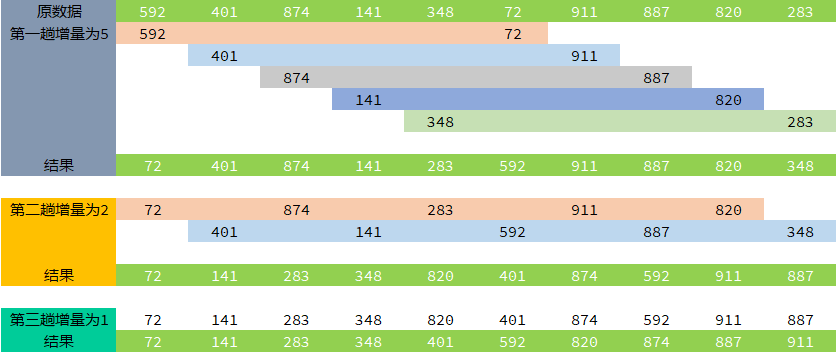 原数据 592 401 874 141 348 72 911 887 820 283
第一趟增量为5 592 72
401 911
874 887
141 820
348 283
结果 72 401 874 141 283 592 911 887 820 348
第二趟增量为2 72 874 283 911 820
401 141 592 887 348
结果 72 141 283 348 820 401 874 592 911 887
第三趟增量为1 72 141 283 348 820 401 874 592 911 887
结果 72 141 283 348 401 592 820 874 887 911